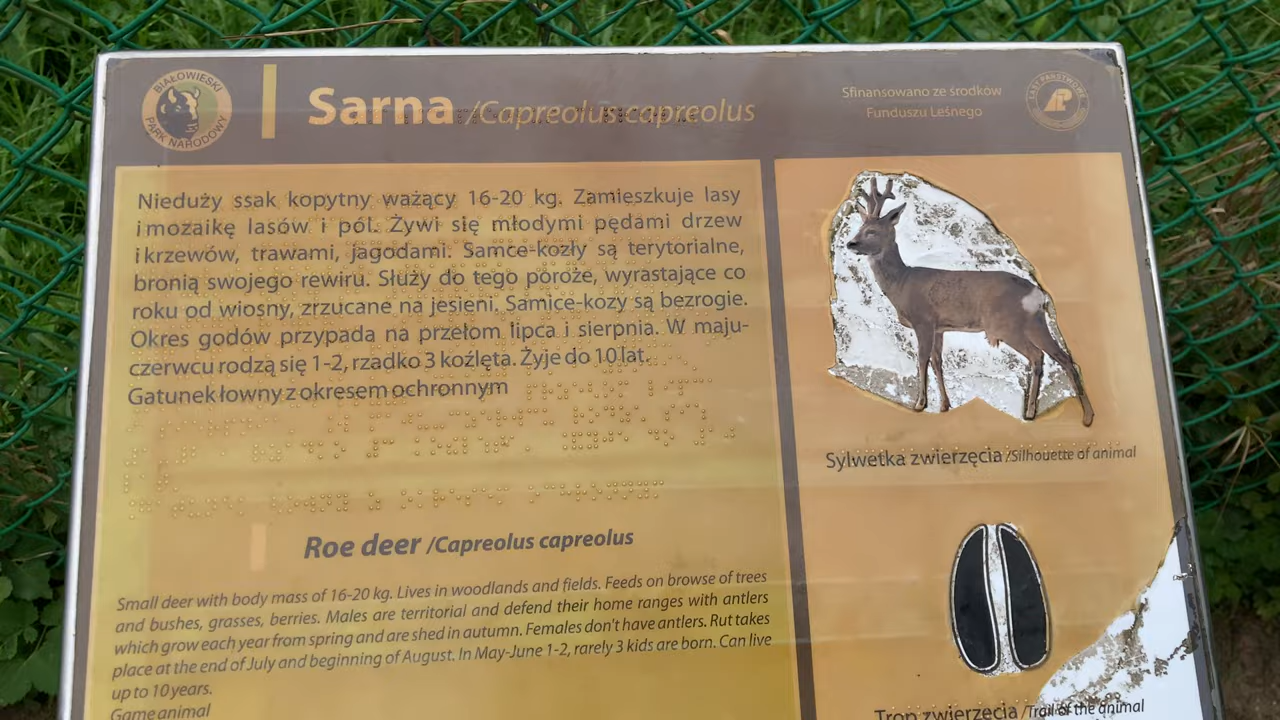 BIAŁOWIESKI
PARK NARODOWY
Sarna /Capreolus capreolus
Sfinansowano ze środków
Funduszu Leśnego
LASY PAŃSTWOWE
Nieduży ssak kopytny ważący 16-20 kg. Zamieszkuje lasy
i mozaikę lasów i pól. Żywi się młodymi pędami drzew
i krzewów, trawami, jagodami. Samce-kozły są terytorialne,
bronią swojego rewiru. Służy do tego poroże, wyrastające co
roku od wiosny, zrzucane na jesieni. Samice-kozy są bezrogie.
Okres godów przypada na przełom lipca i sierpnia. W maju-
czerwcu rodzą się 1-2, rzadko 3 koźlęta. Żyje do 10 lat.
Gatunek łowny z okresem ochronnym
Roe deer /Capreolus capreolus
Small deer with body mass of 16-20 kg. Lives in woodlands and fields. Feeds on browse of trees
and bushes, grasses, berries. Males are territorial and defend their home ranges with antlers
which grow each year from spring and are shed in autumn. Females don't have antlers. Rut takes
place at the end of July and beginning of August. In May-June 1-2, rarely 3 kids are born. Can live
up to 10 years.
Game animal
Sylwetka zwierzęcia /Silhouette of animal
Trop zwierzęcia /Trail of the animal